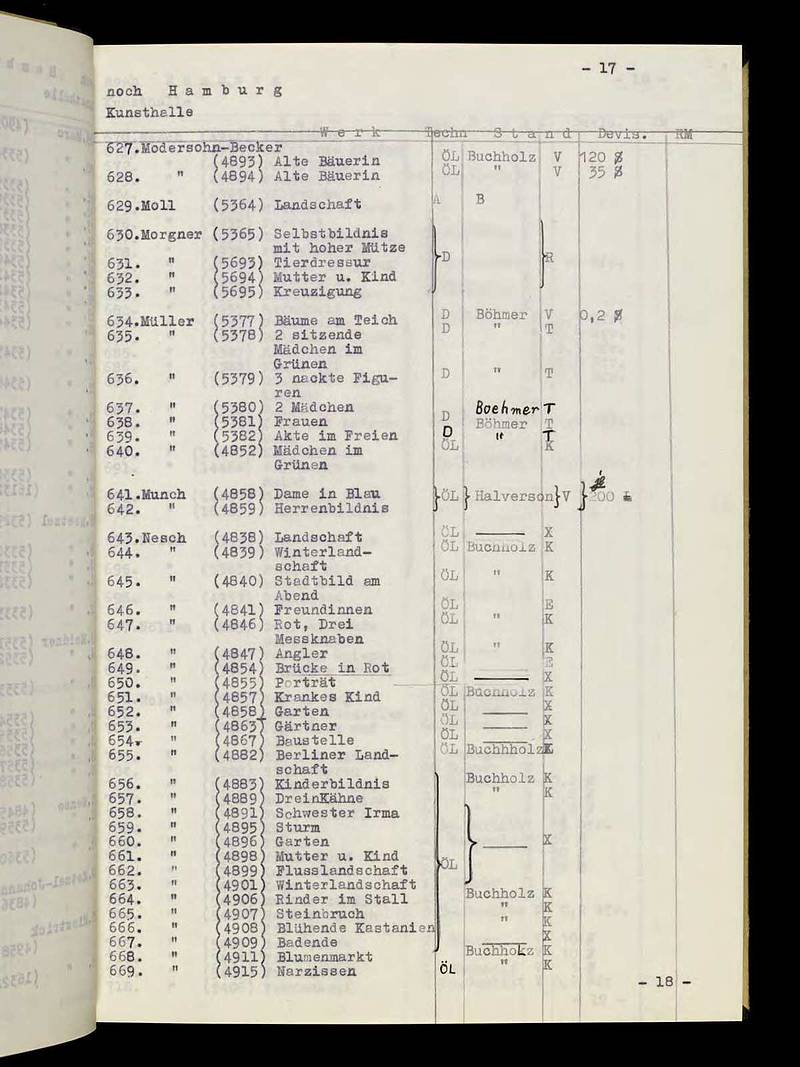 - 17 -
noch H a m b u r g
Kunsthalle
W e r k Techn S t a n d Devis. RM
627.Modersohn-Becker
(4893) Alte Bäuerin ÖL Buchholz V 120 $
628. " (4894) Alte Bäuerin ÖL " V 35 $
629.Moll (5364) Landschaft A B
630.Morgner (5365) Selbstbildnis
mit hoher Mütze
631. " (5693) Tierdressur D R
632. " (5694) Mutter u. Kind
633. " (5695) Kreuzigung
634.Müller (5377) Bäume am Teich D Böhmer V 0,2 $
635. " (5378) 2 sitzende D " T
Mädchen im
Grünen
636. " (5379) 3 nackte Figu- D " T
ren
637. " (5380) 2 Mädchen D Boehmer T
638. " (5381) Frauen Böhmer T
639. " (5382) Akte im Freien D " T
640. " (4852) Mädchen im ÖL K
Grünen
641.Munch (4858) Dame in Blau ÖL Halverson V 200
642. " (4859) Herrenbildnis
643.Nesch (4838) Landschaft ÖL —— X
644. " (4839) Winterland- ÖL Buchholz K
schaft
645. " (4840) Stadtbild am ÖL " K
Abend
646. " (4841) Freundinnen ÖL E
647. " (4846) Rot, Drei ÖL " K
Messknaben
648. " (4847) Angler ÖL " K
649. " (4854) Brücke in Rot ÖL E
650. " (4855) Porträt ÖL —— X
651. " (4857) Krankes Kind ÖL Buchholz K
652. " (4858) Garten ÖL —— X
653. " (4863) Gärtner ÖL —— X
654. " (4867) Baustelle ÖL —— X
655. " (4882) Berliner Land- ÖL Buchhholz K
schaft
656. " (4883) Kinderbildnis Buchholz K
657. " (4889) DreinKähne " K
658. " (4891) Schwester Irma
659. " (4895) Sturm
660. " (4896) Garten —— X
661. " (4898) Mutter u. Kind
662. " (4899) Flusslandschaft ÖL
663. " (4901) Winterlandschaft
664. " (4906) Rinder im Stall Buchholz K
665. " (4907) Steinbruch " K
666. " (4908) Blühende Kastanien " K
667. " (4909) Badende —— X
668. " (4911) Blumenmarkt Buchhokz K
669. " (4915) Narzissen ÖL " K
- 18 -